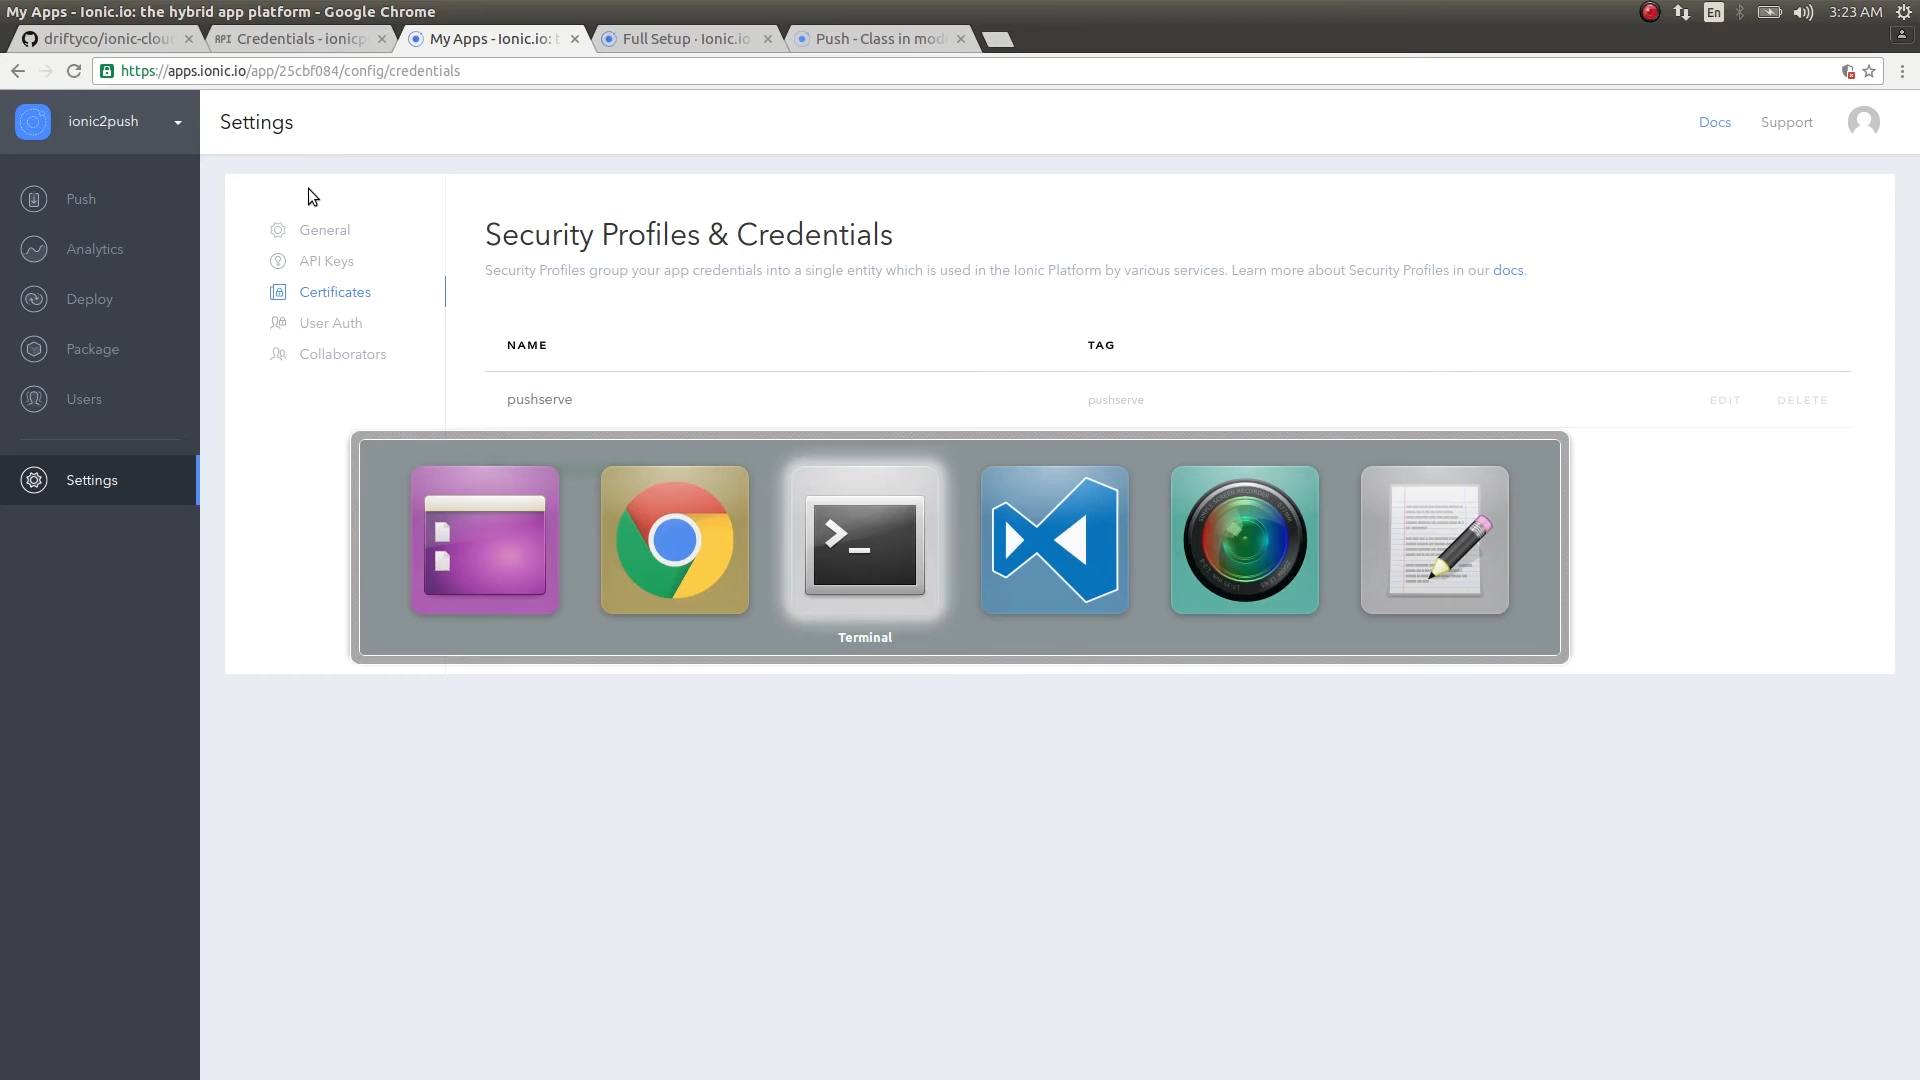 My Apps - Ionic.io: the hybrid app platform - Google Chrome
En
3:23 AM
driftyco/ionic-clou
API Credentials - ionicp
My Apps - Ionic.io: t
Full Setup · Ionic.io
Push - Class in mod
https://apps.ionic.io/app/25cbf084/config/credentials
ionic2push
Settings
Docs
Support
Push
Analytics
Deploy
Package
Users
Settings
General
API Keys
Certificates
User Auth
Collaborators
Security Profiles & Credentials
Security Profiles group your app credentials into a single entity which is used in the Ionic Platform by various services. Learn more about Security Profiles in our docs.
NAME
TAG
pushserve
pushserve
EDIT
DELETE
Terminal